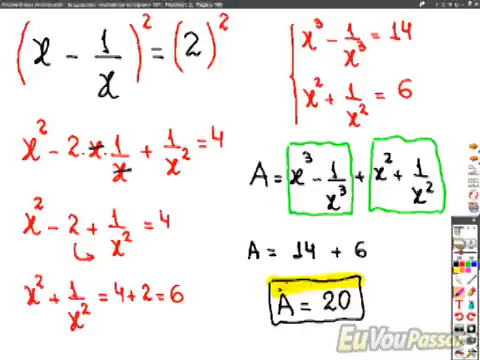 (x - 1/x)² = (2)²
x² - 2·x·1/x + 1/x² = 4
x² - 2 + 1/x² = 4
x² + 1/x² = 4+2 = 6
x³ - 1/x³ = 14
x² + 1/x² = 6
A = x³ - 1/x³ + x² + 1/x²
A = 14 + 6
A = 20
EuVouPassar